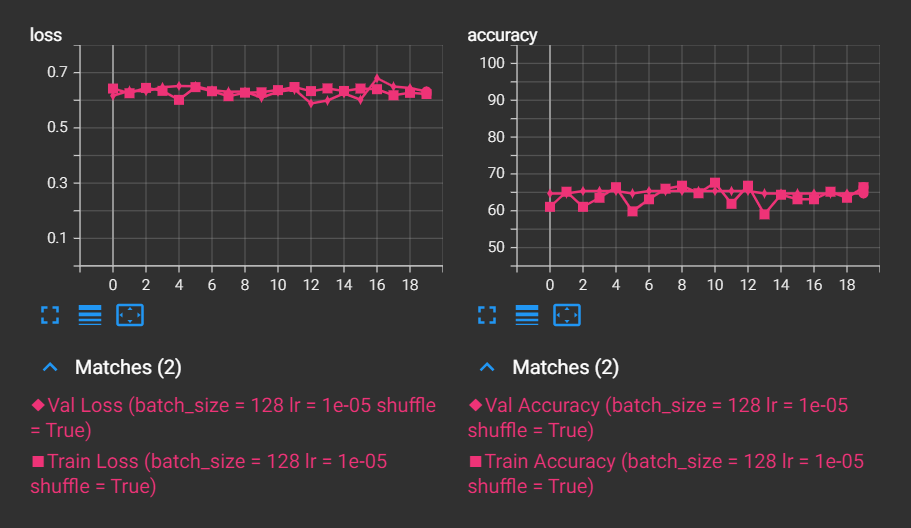 loss
0.7
0.5
0.3
0.1
0 2 4 6 8 10 12 14 16 18
Matches (2)
Val Loss (batch_size = 128 lr = 1e-05 shuffle
= True)
Train Loss (batch_size = 128 lr = 1e-05
shuffle = True)
accuracy
100
90
80
70
60
50
0 2 4 6 8 10 12 14 16 18
Matches (2)
Val Accuracy (batch_size = 128 lr = 1e-05
shuffle = True)
Train Accuracy (batch_size = 128 lr = 1e-05
shuffle = True)